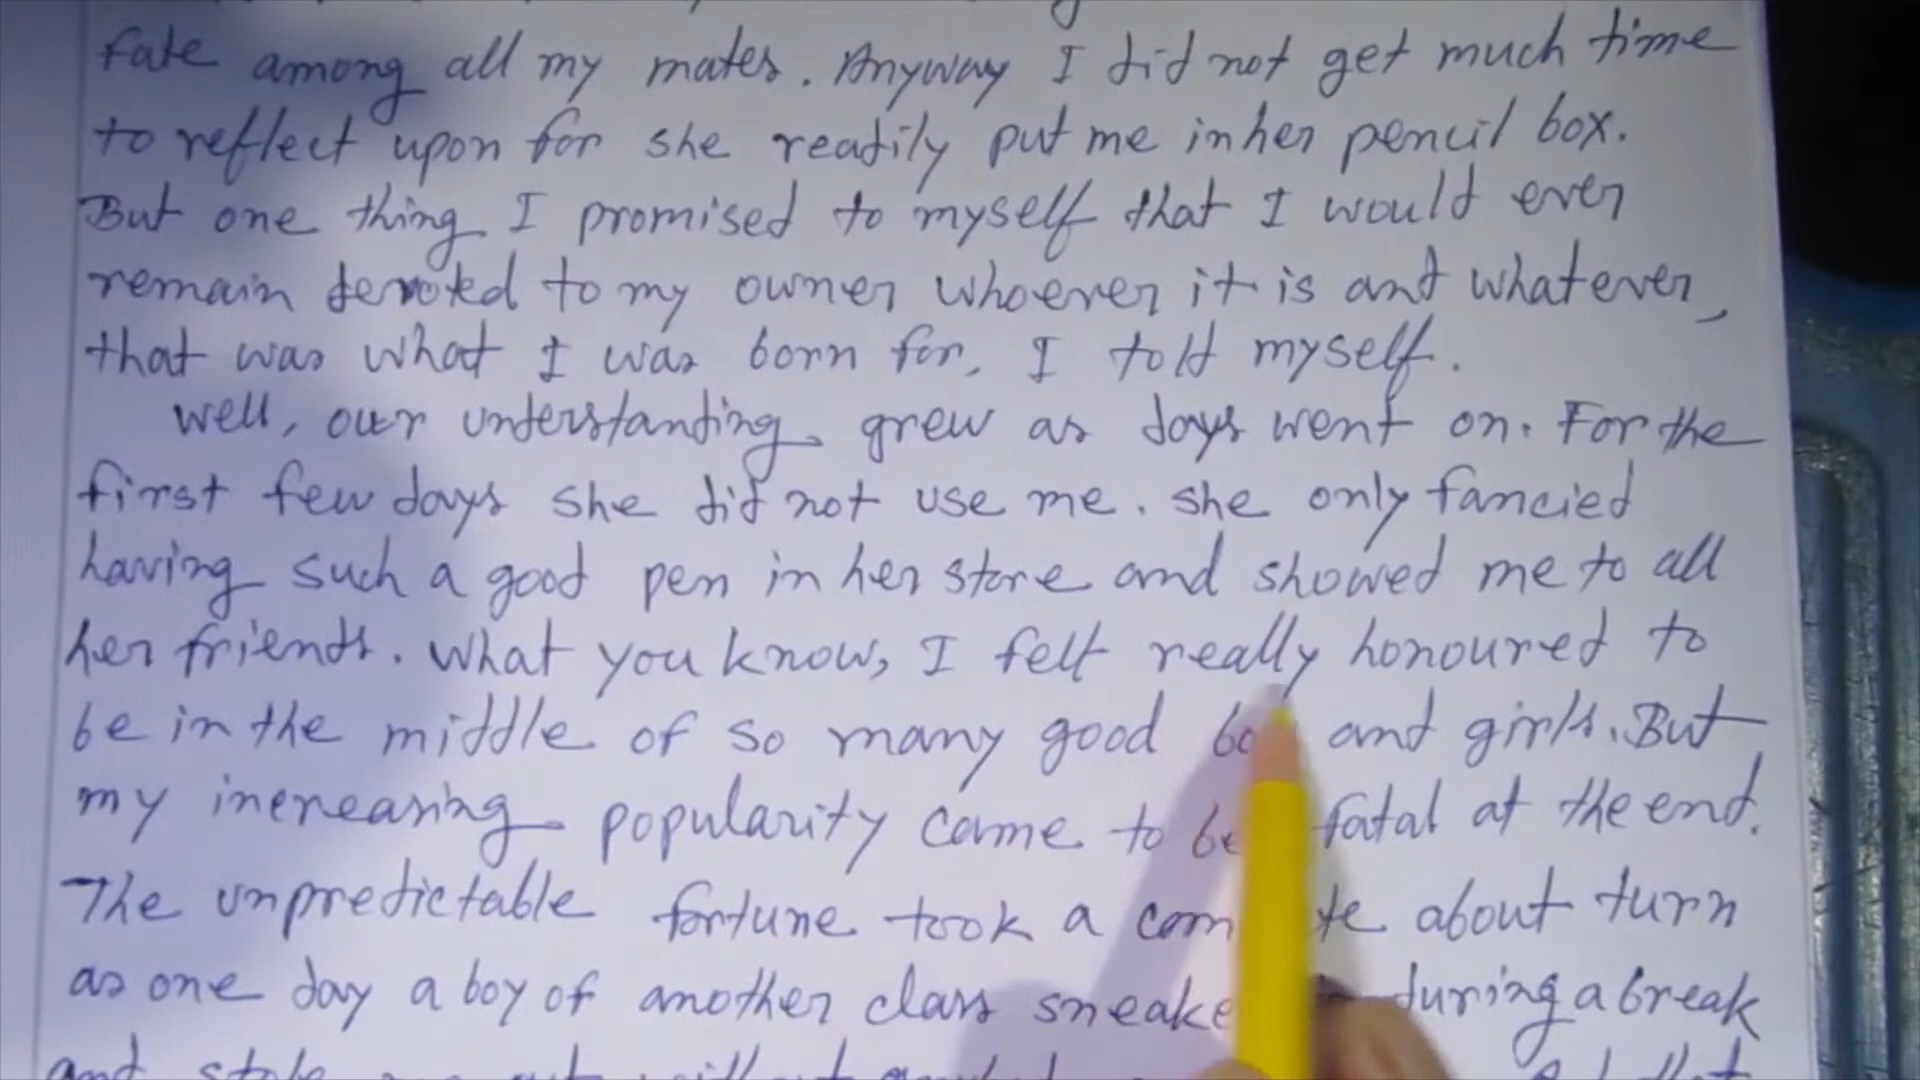 fate among all my mates. Anyway I did not get much time
to reflect upon for she readily put me in her pencil box.
But one thing I promised to myself that I would ever
remain devoted to my owner whoever it is and whatever,
that was what I was born for, I told myself.
Well, our understanding grew as days went on. For the
first few days she did not use me. she only fancied
having such a good pen in her store and showed me to all
her friends. What you know, I felt really honoured to
be in the middle of so many good and girls. But
my increasing popularity came to be fatal at the end.
The unpredictable fortune took a about turn
as one day a boy of another class during a break
and